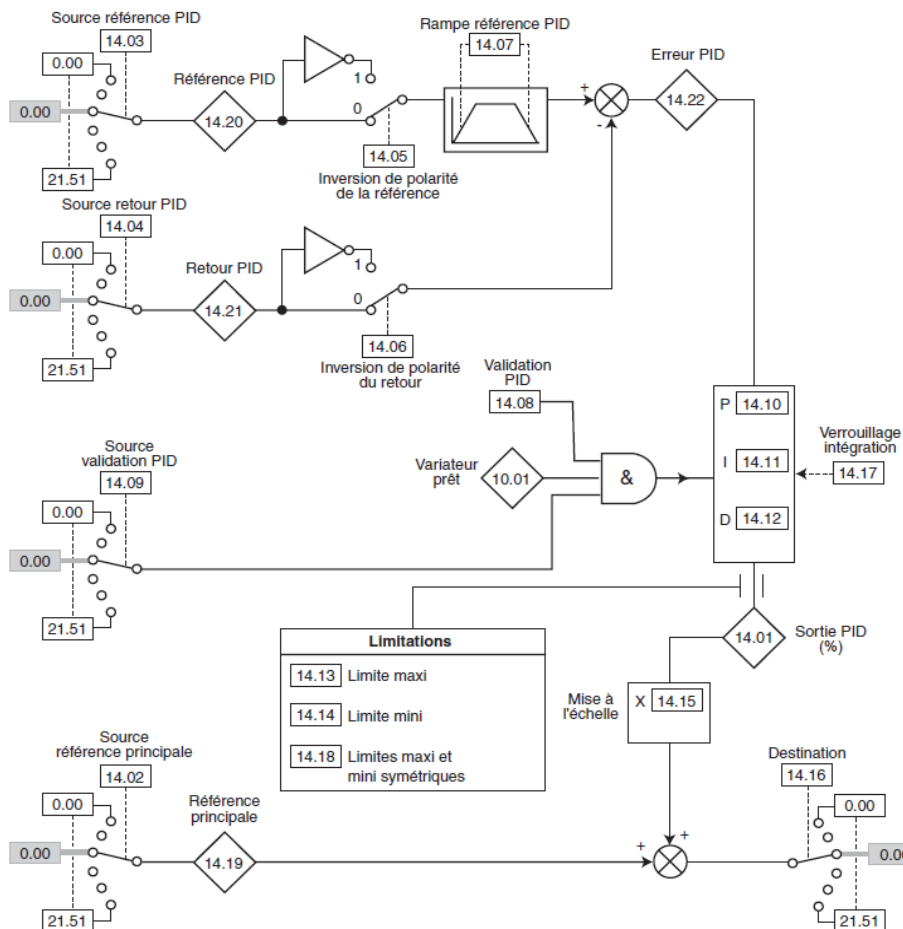 Source référence PID
14.03
0.00
0.00
21.51
Référence PID
14.20
1
0
14.05
Inversion de polarité
de la référence
Rampe référence PID
14.07
+
-
Erreur PID
14.22
Source retour PID
14.04
0.00
0.00
21.51
Retour PID
14.21
1
0
14.06
Inversion de polarité
du retour
Validation
PID
14.08
Variateur
prêt
10.01
&
P 14.10
I 14.11
D 14.12
Verrouillage
intégration
14.17
Source
validation PID
14.09
0.00
0.00
21.51
Limitations
14.13 Limite maxi
14.14 Limite mini
14.18 Limites maxi et
mini symétriques
14.01
Sortie PID
(%)
Mise à
l'échelle
X 14.15
Source
référence principale
14.02
0.00
0.00
21.51
Référence
principale
14.19
+
+
Destination
14.16
0.00
21.51